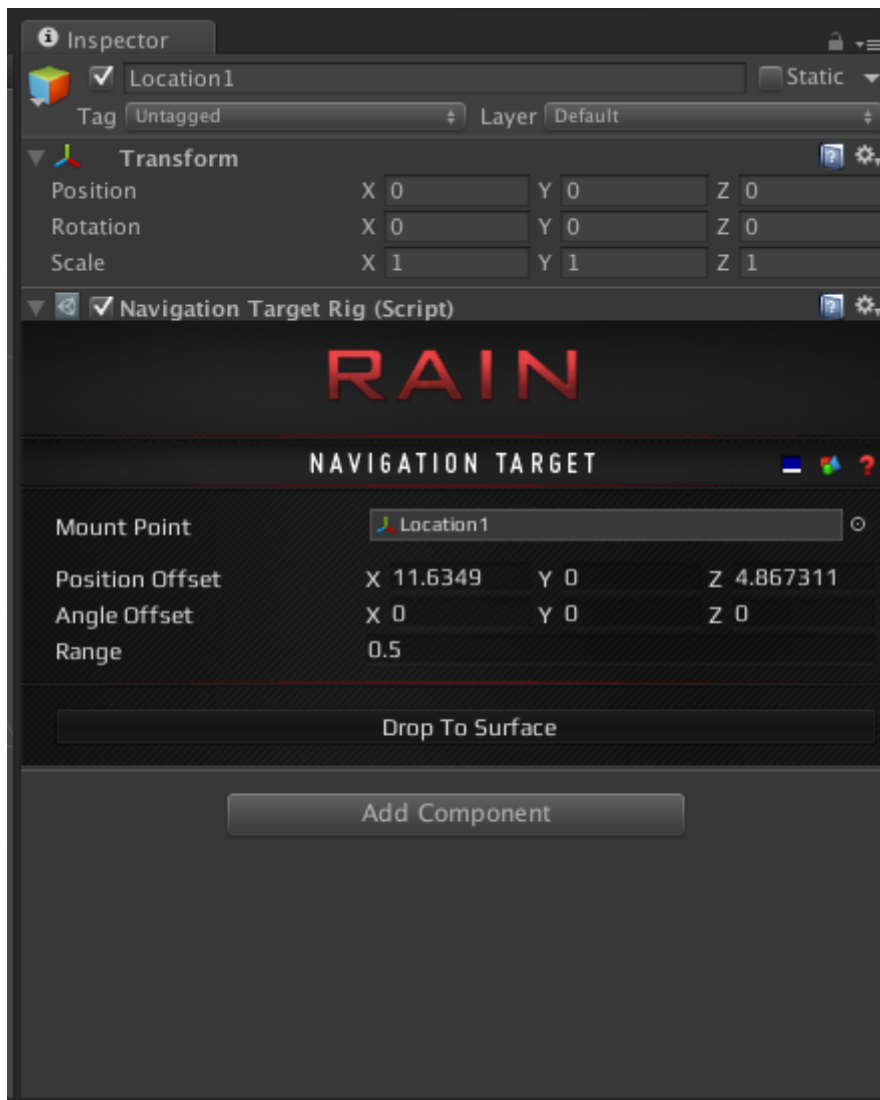 Inspector
Location1 Static
Tag Untagged Layer Default
Transform
Position X 0 Y 0 Z 0
Rotation X 0 Y 0 Z 0
Scale X 1 Y 1 Z 1
Navigation Target Rig (Script)
RAIN
NAVIGATION TARGET ?
Mount Point Location1
Position Offset X 11.6349 Y 0 Z 4.867311
Angle Offset X 0 Y 0 Z 0
Range 0.5
Drop To Surface
Add Component